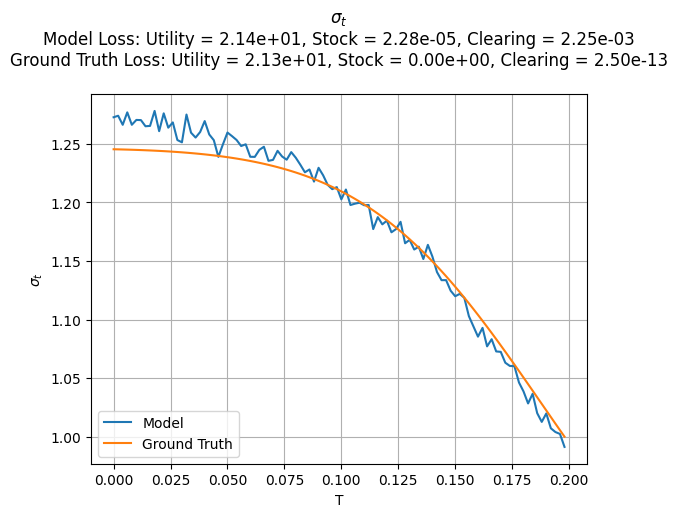 σₜ
Model Loss: Utility = 2.14e+01, Stock = 2.28e-05, Clearing = 2.25e-03
Ground Truth Loss: Utility = 2.13e+01, Stock = 0.00e+00, Clearing = 2.50e-13
1.25
1.20
1.15
1.10
1.05
1.00
σₜ
Model
Ground Truth
0.000 0.025 0.050 0.075 0.100 0.125 0.150 0.175 0.200
T